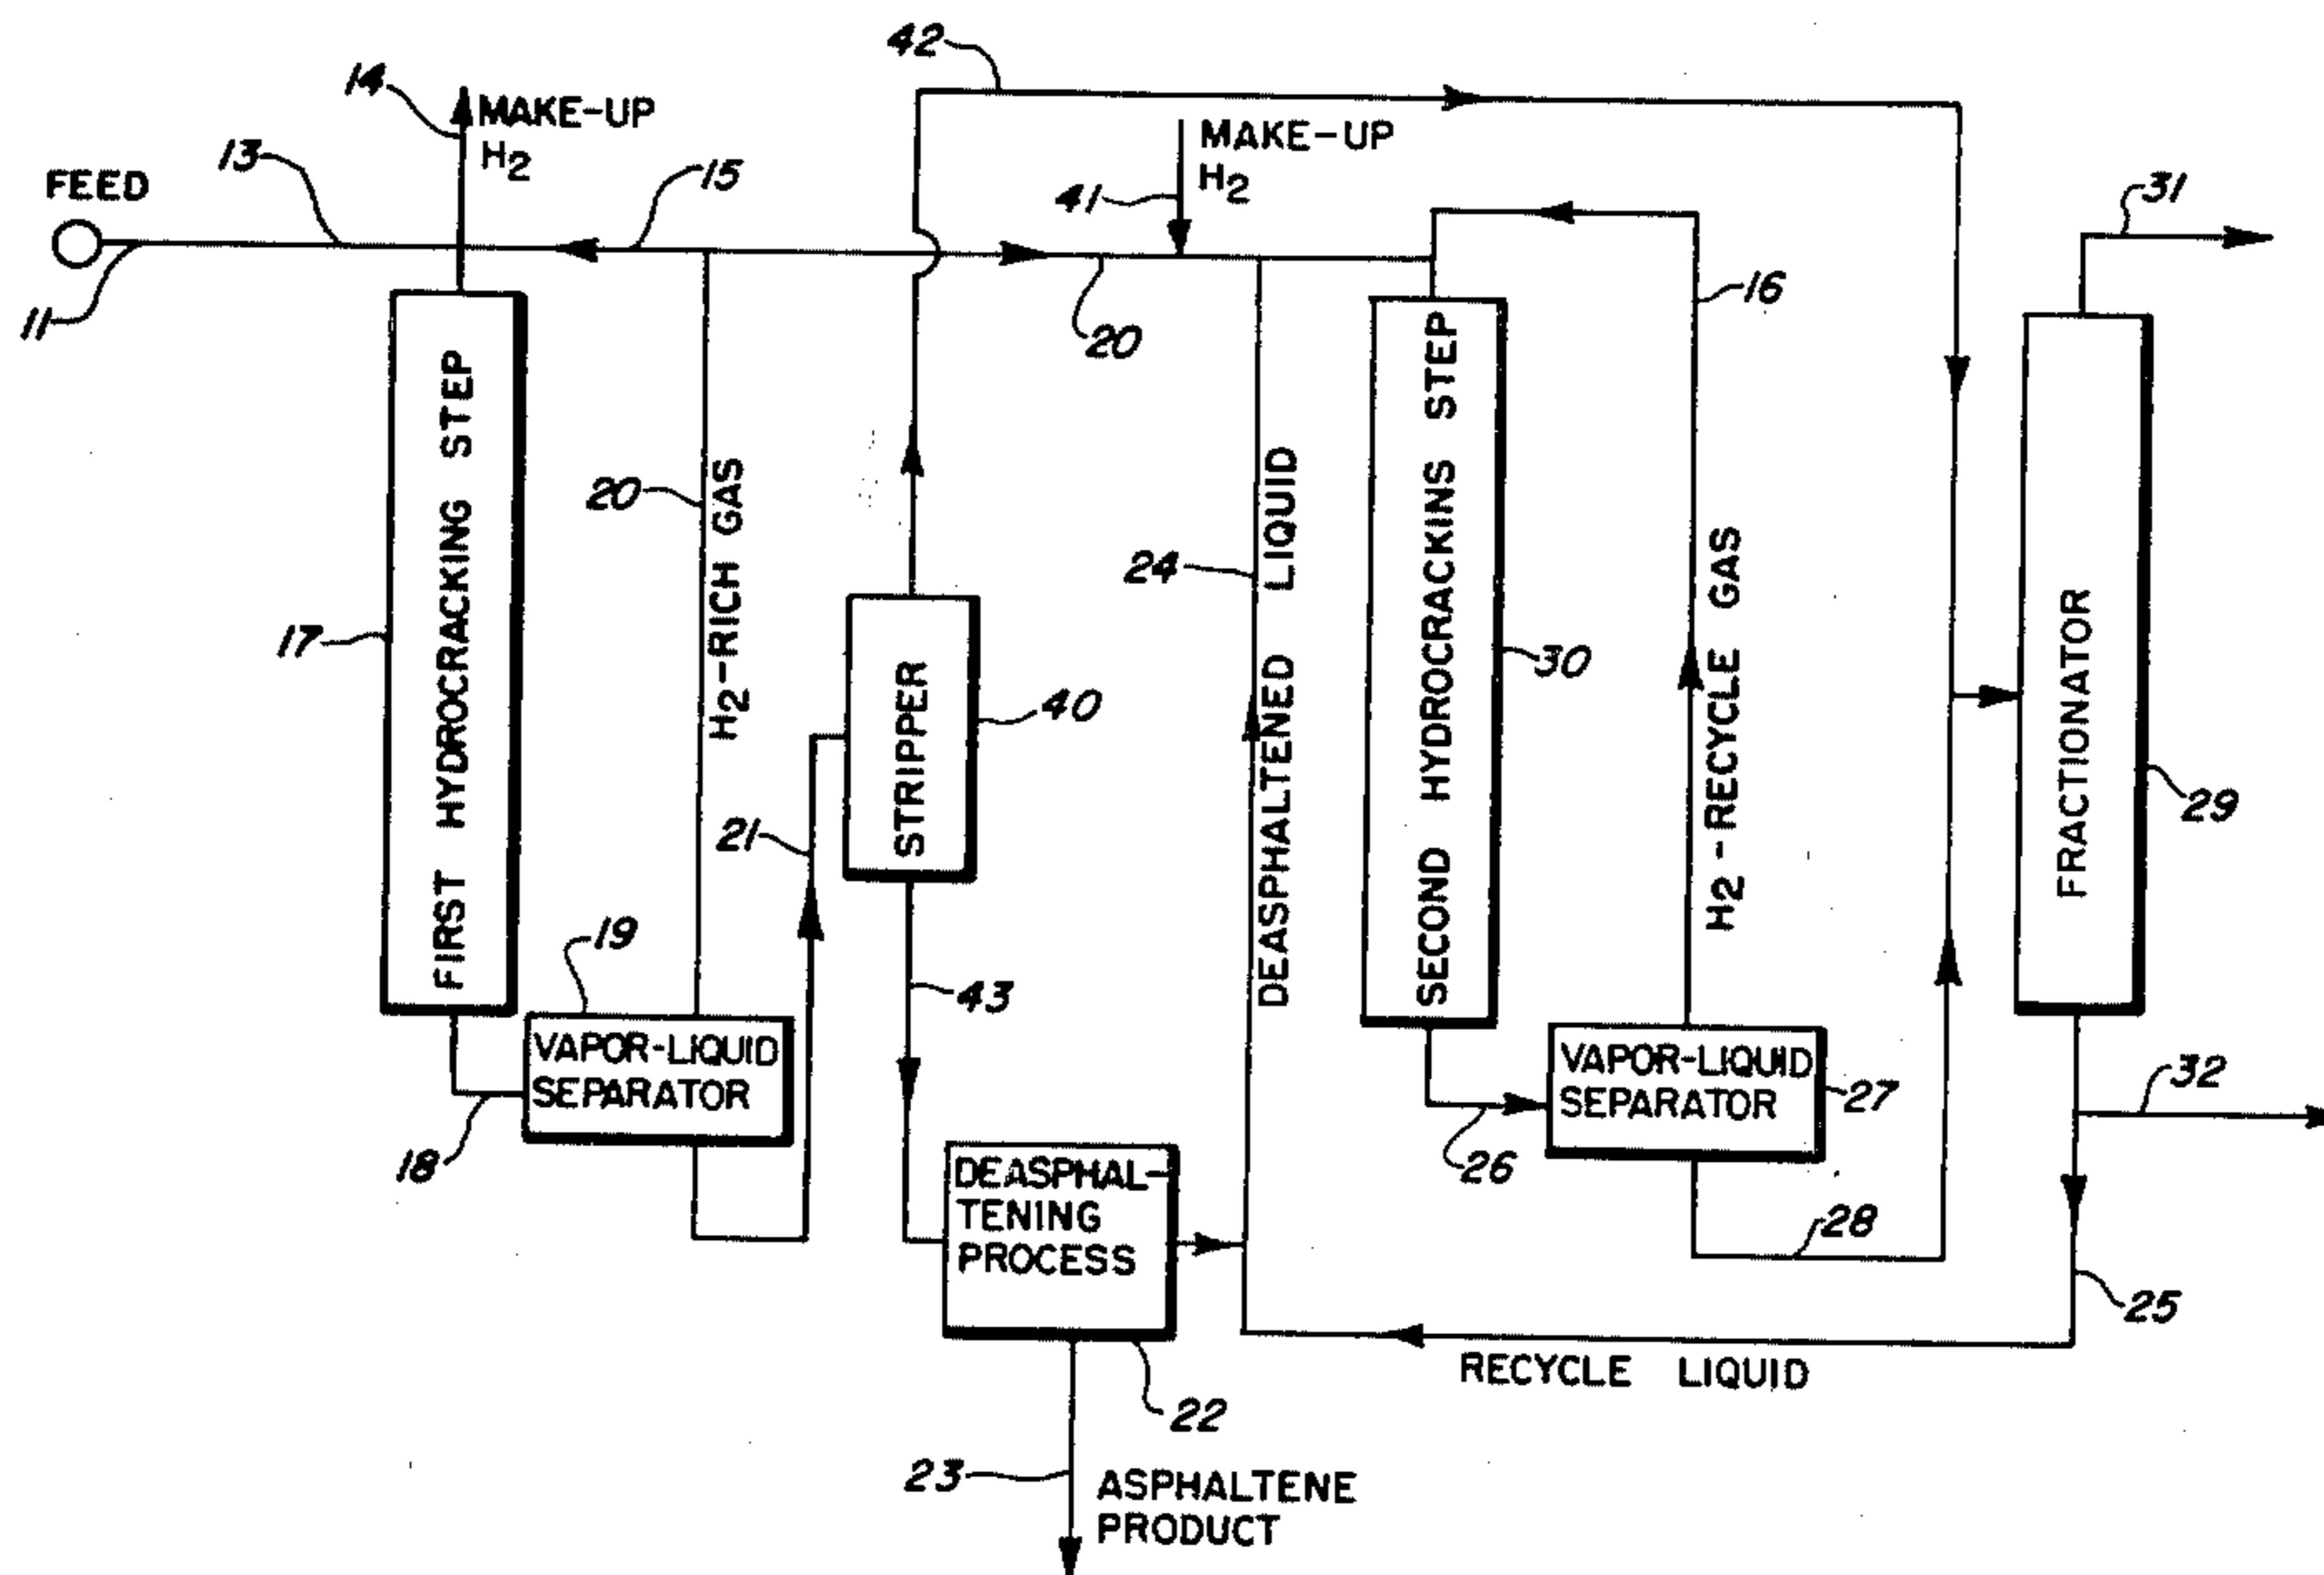 42
14
MAKE-UP
H2
13
15
MAKE-UP
H2
41
31
FEED
11
20
16
FIRST HYDROCRACKING STEP
17
20
H2-RICH GAS
STRIPPER
40
21
24
DEASPHALTENED LIQUID
SECOND HYDROCRACKINS STEP
30
H2-RECYCLE GAS
FRACTIONATOR
29
19
43
VAPOR-LIQUID
SEPARATOR
18
VAPOR-LIQUID
SEPARATOR
27
26
32
DEASPHAL-
TENING
PROCESS
28
25
RECYCLE LIQUID
22
23
ASPHALTENE
PRODUCT